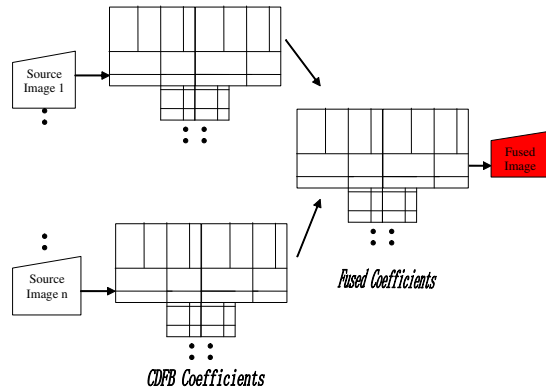 Source
Image 1
Fused
Image
Source
Image n
Fused Coefficients
CDFB Coefficients